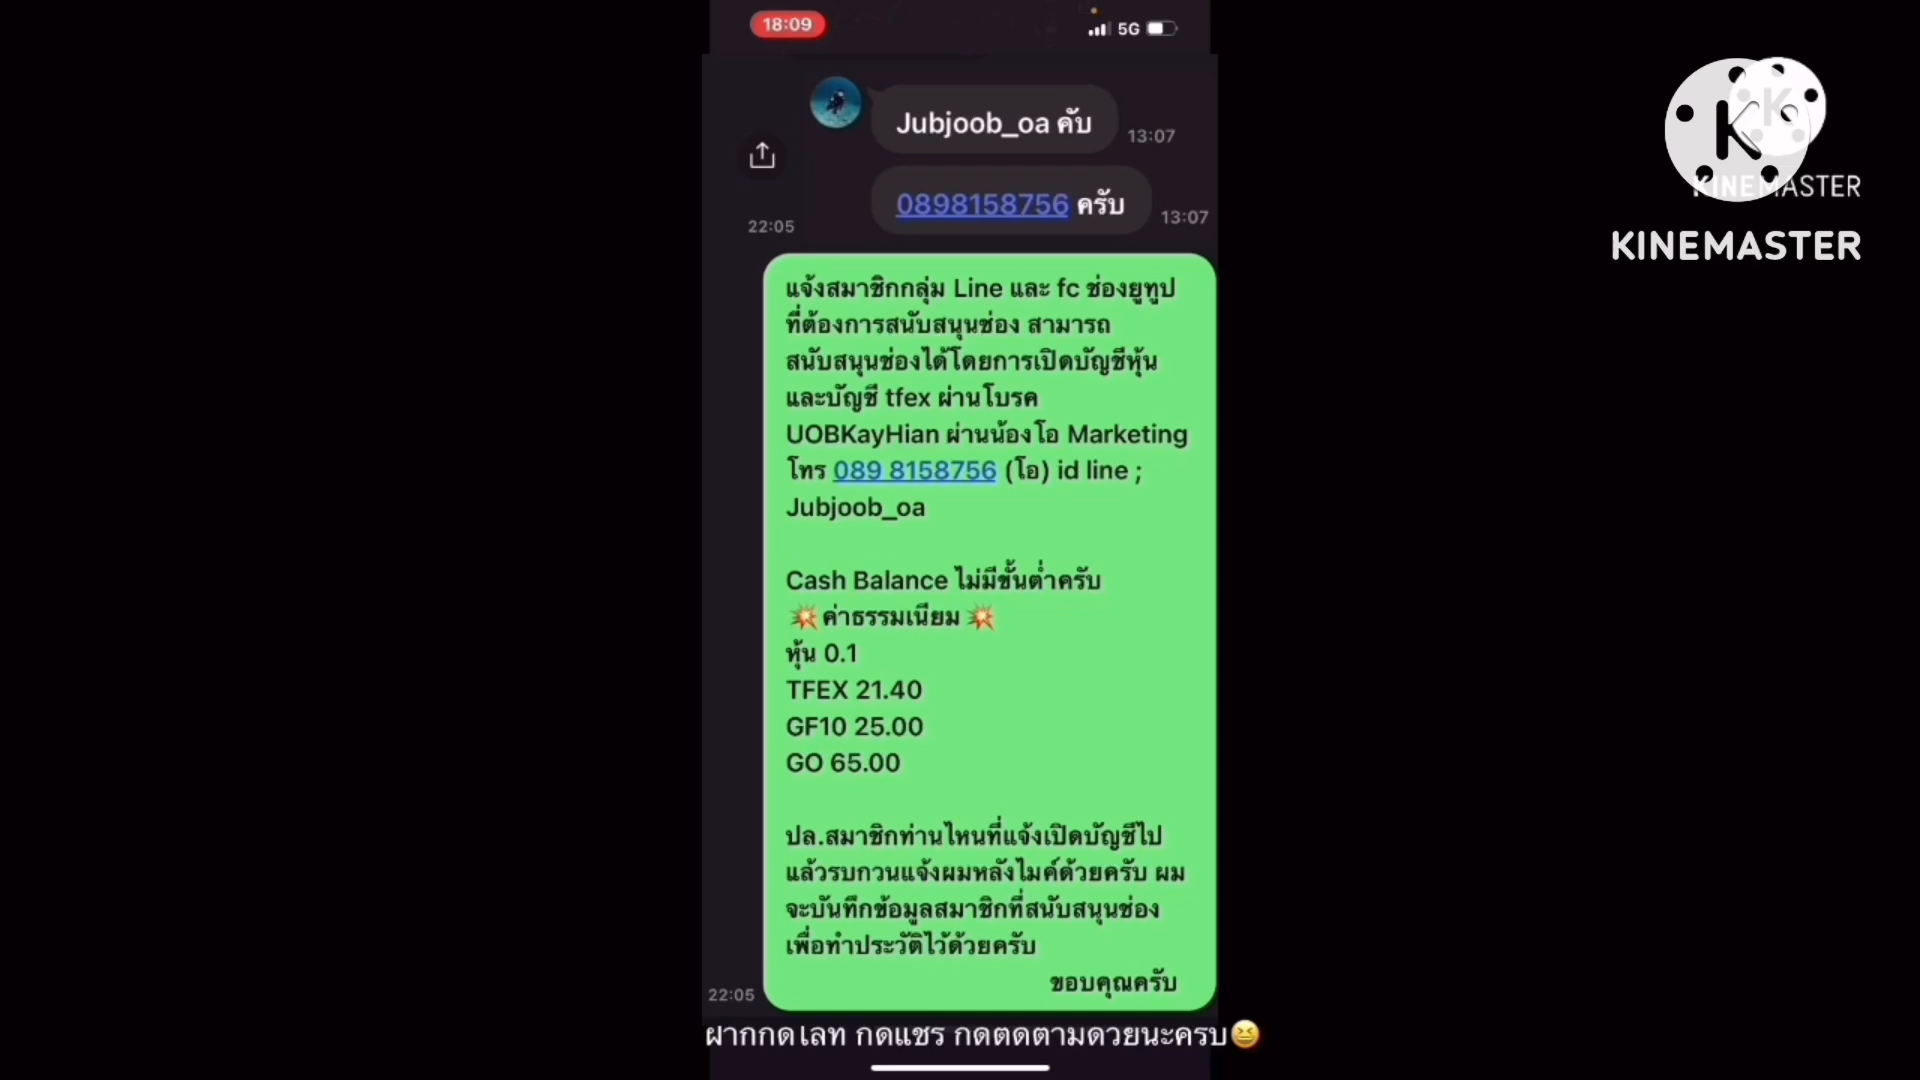 18:09
5G
Jubjoob_oa คับ
13:07
0898158756 ครับ
13:07
22:05
แจ้งสมาชิกกลุ่ม Line และ fc ช่องยูทูป
ที่ต้องการสนับสนุนช่อง สามารถ
สนับสนุนช่องได้โดยการเปิดบัญชีหุ้น
และบัญชี tfex ผ่านโบรค
UOBKayHian ผ่านน้องโอ Marketing
โทร 089 8158756 (โอ) id line ;
Jubjoob_oa
Cash Balance ไม่มีขั้นต่ำครับ
💥ค่าธรรมเนียม💥
หุ้น 0.1
TFEX 21.40
GF10 25.00
GO 65.00
ปล.สมาชิกท่านไหนที่แจ้งเปิดบัญชีไป
แล้วรบกวนแจ้งผมหลังไมค์ด้วยครับ ผม
จะบันทึกข้อมูลสมาชิกที่สนับสนุนช่อง
เพื่อทำประวัติไว้ด้วยครับ
ขอบคุณครับ
22:05
ฝากกดไลท์ กดแชร์ กดติดตามด้วยนะครับ😆
KINEMASTER
KINEMASTER